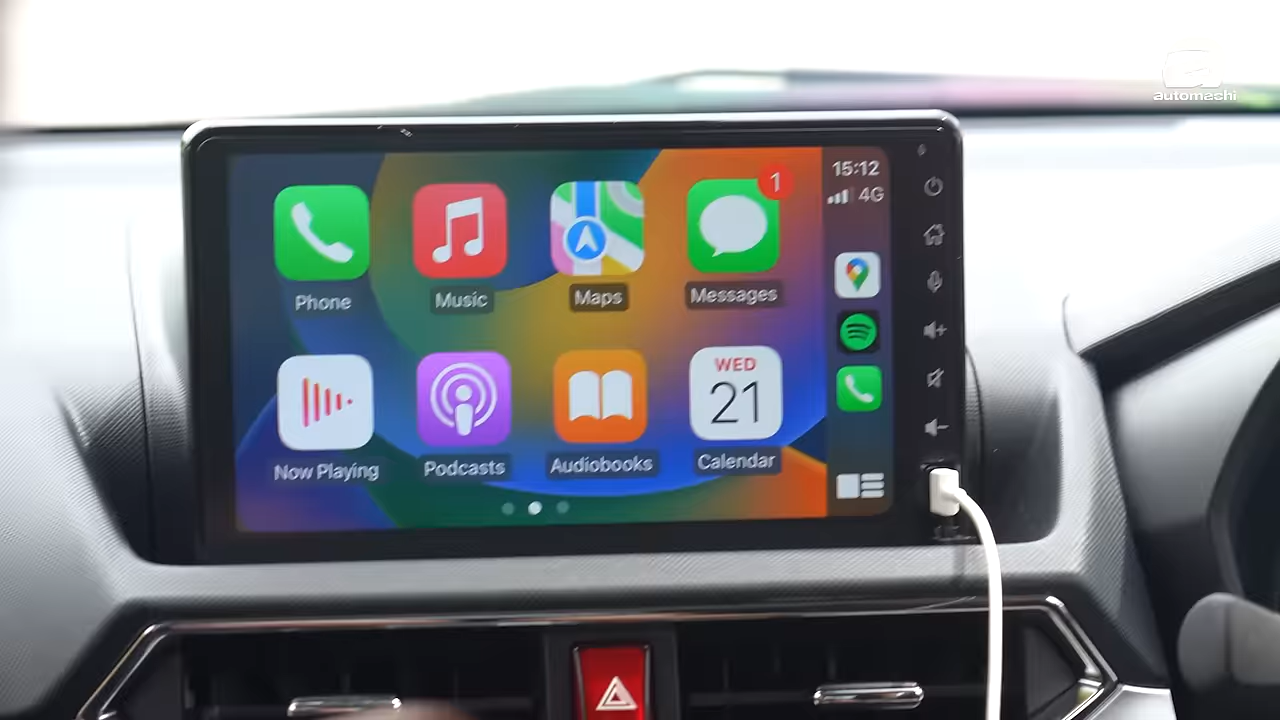 automachi
15:12
4G
1
Phone
Music
Maps
Messages
WED
21
Now Playing
Podcasts
Audiobooks
Calendar